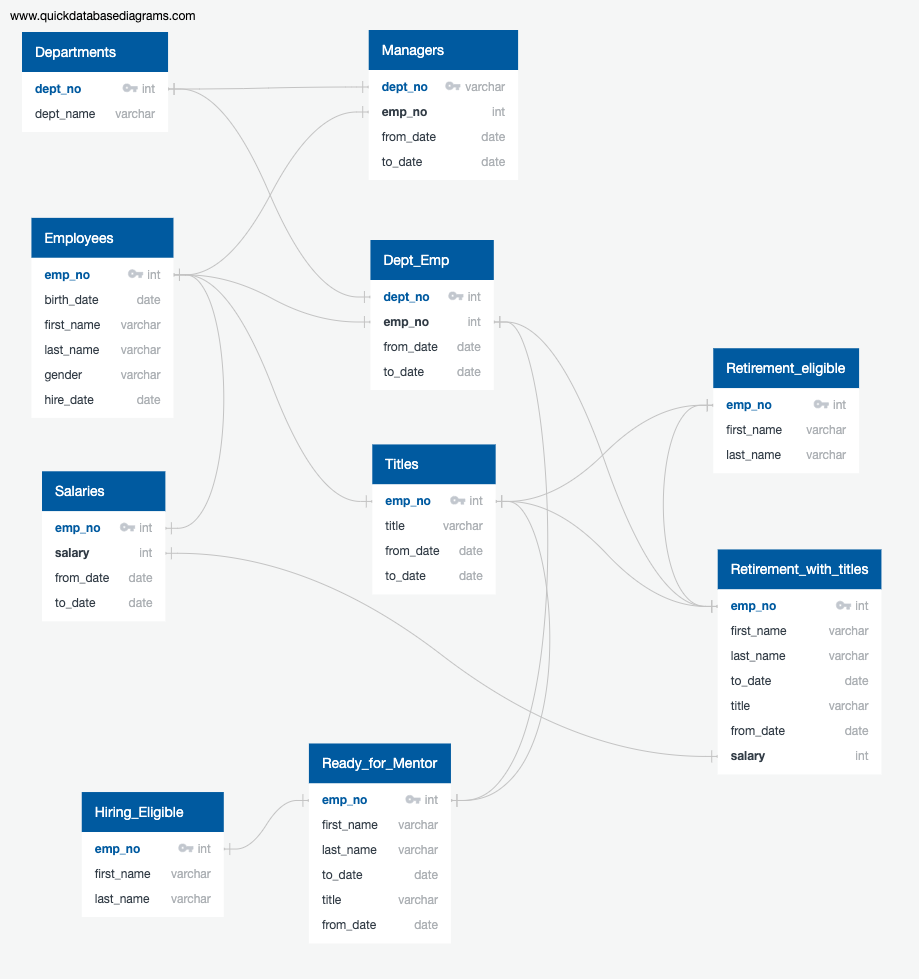 www.quickdatabasediagrams.com
Departments
dept_no int
dept_name varchar
Managers
dept_no varchar
emp_no int
from_date date
to_date date
Employees
emp_no int
birth_date date
first_name varchar
last_name varchar
gender varchar
hire_date date
Dept_Emp
dept_no int
emp_no int
from_date date
to_date date
Retirement_eligible
emp_no int
first_name varchar
last_name varchar
Titles
emp_no int
title varchar
from_date date
to_date date
Salaries
emp_no int
salary int
from_date date
to_date date
Retirement_with_titles
emp_no int
first_name varchar
last_name varchar
to_date date
title varchar
from_date date
salary int
Ready_for_Mentor
emp_no int
first_name varchar
last_name varchar
to_date date
title varchar
from_date date
Hiring_Eligible
emp_no int
first_name varchar
last_name varchar